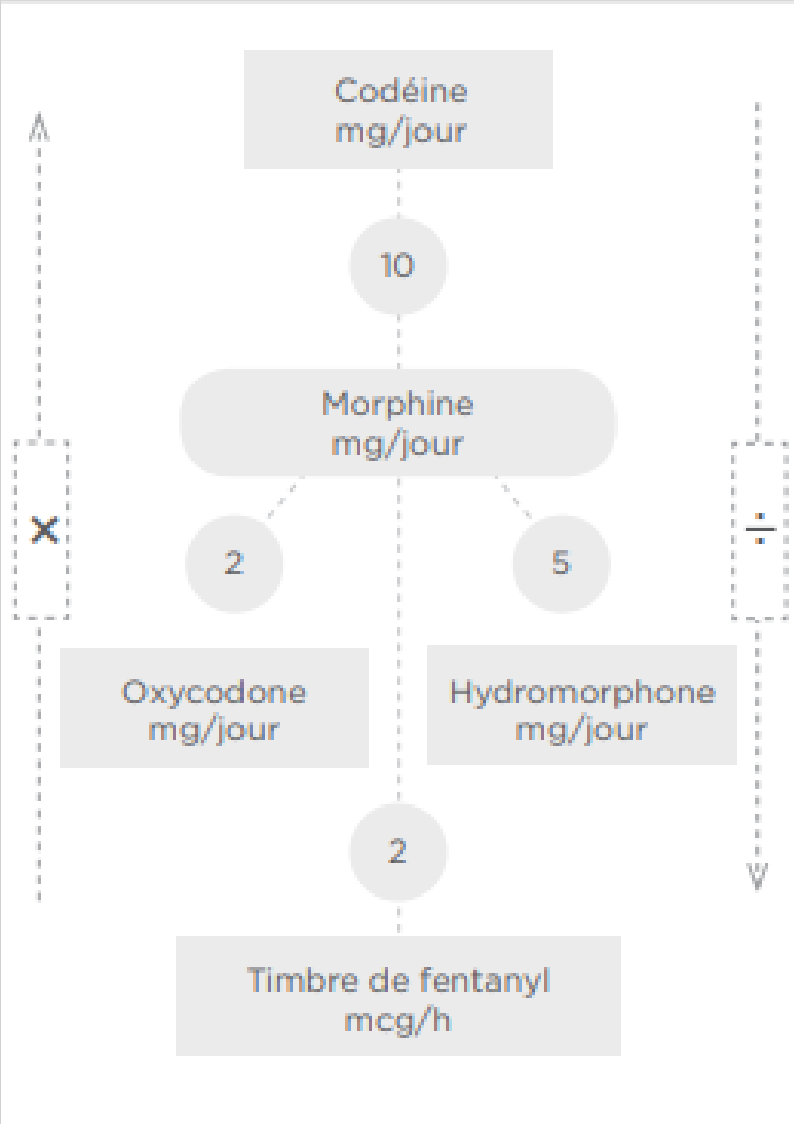 Codéine
mg/jour
10
Morphine
mg/jour
×
÷
2
5
Oxycodone
mg/jour
Hydromorphone
mg/jour
2
Timbre de fentanyl
mcg/h